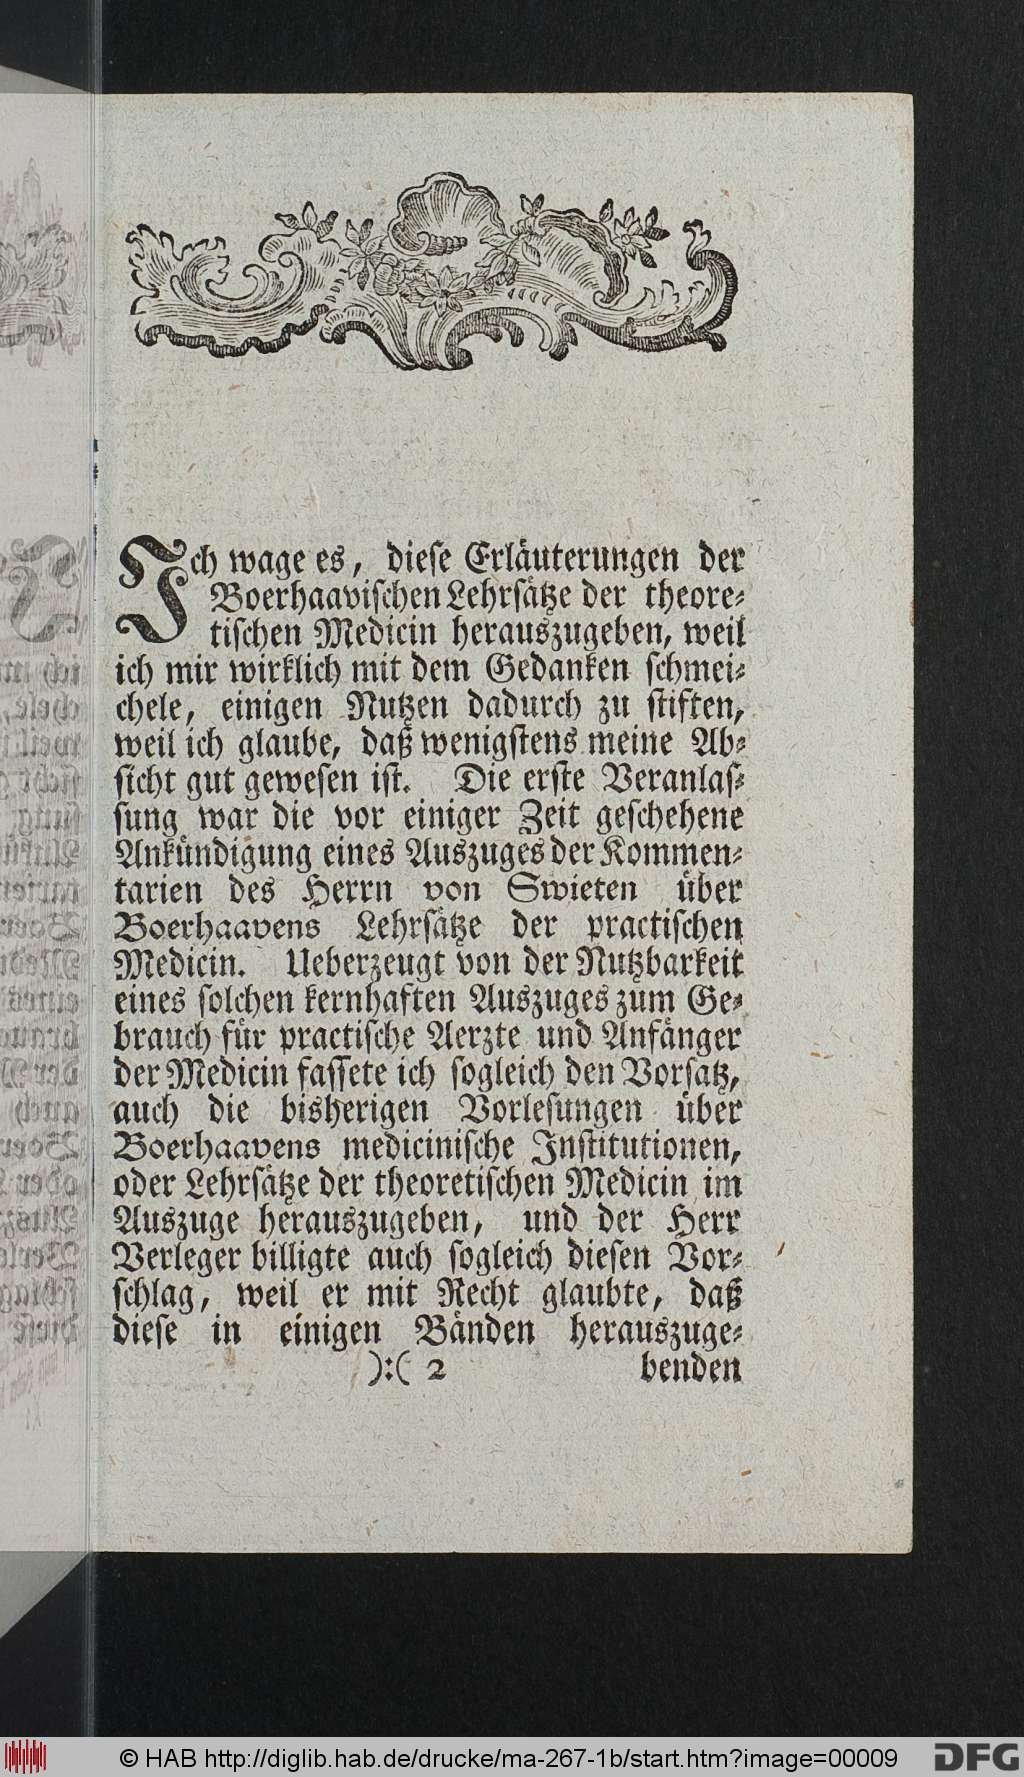 Ich wage es, diese Erläuterungen der
Boerhaavischen Lehrsätze der theore-
tischen Medicin herauszugeben, weil
ich mir wirklich mit dem Gedanken schmei-
chele, einigen Nutzen dadurch zu stiften,
weil ich glaube, daß wenigstens meine Ab-
sicht gut gewesen ist. Die erste Veranlas-
sung war die vor einiger Zeit geschehene
Ankündigung eines Auszuges der Kommen-
tarien des Herrn von Swieten über
Boerhaavens Lehrsätze der practischen
Medicin. Ueberzeugt von der Nutzbarkeit
eines solchen kernhaften Auszuges zum Ge-
brauch für practische Aerzte und Anfänger
der Medicin fassete ich sogleich den Vorsatz,
auch die bisherigen Vorlesungen über
Boerhaavens medicinische Institutionen,
oder Lehrsätze der theoretischen Medicin im
Auszuge herauszugeben, und der Herr
Verleger billigte auch sogleich diesen Vor-
schlag, weil er mit Recht glaubte, daß
diese in einigen Bänden herauszuge-
):( 2 benden
© HAB http://diglib.hab.de/drucke/ma-267-1b/start.htm?image=00009 DFG